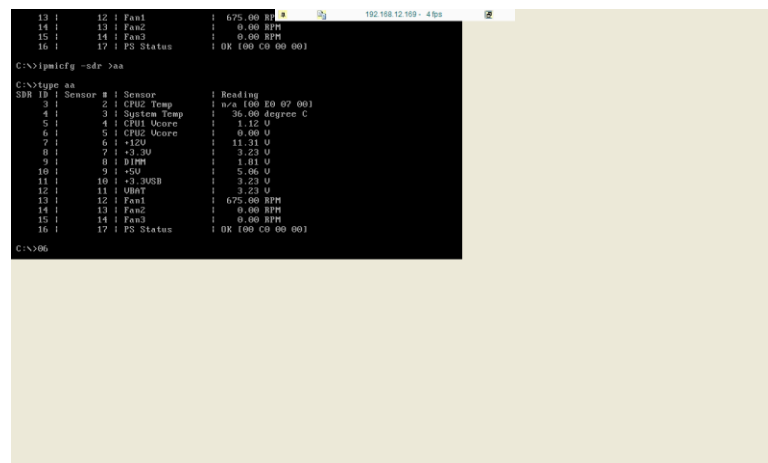 192.168.12.169 - 4 fps
13 | 12 | Fan1 | 675.00 RP
14 | 13 | Fan2 | 0.00 RPM
15 | 14 | Fan3 | 0.00 RPM
16 | 17 | PS Status | OK [00 C0 00 00]
C:\>ipmicfg -sdr >aa
C:\>type aa
SDR ID | Sensor # | Sensor | Reading
3 | 2 | CPU2 Temp | n/a [00 E0 07 00]
4 | 3 | System Temp | 36.00 degree C
5 | 4 | CPU1 Vcore | 1.12 V
6 | 5 | CPU2 Vcore | 0.00 V
7 | 6 | +12V | 11.31 V
8 | 7 | +3.3V | 3.23 V
9 | 8 | DIMM | 1.81 V
10 | 9 | +5V | 5.06 V
11 | 10 | +3.3VSB | 3.23 V
12 | 11 | VBAT | 3.23 V
13 | 12 | Fan1 | 675.00 RPM
14 | 13 | Fan2 | 0.00 RPM
15 | 14 | Fan3 | 0.00 RPM
16 | 17 | PS Status | OK [00 C0 00 00]
C:\>06